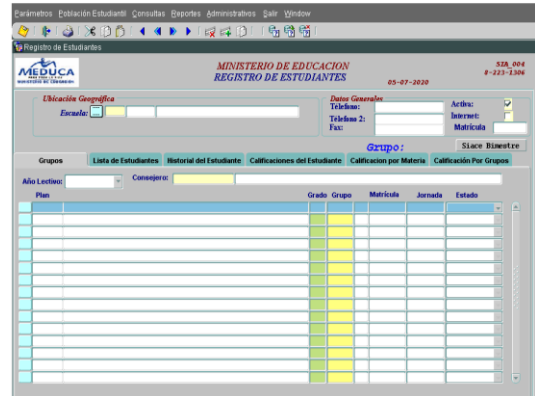 Parámetros Población Estudiantil Consultas Reportes Administrativos Salir Window
Registro de Estudiantes
MEDUCA
MINISTERIO DE EDUCACION
REGISTRO DE ESTUDIANTES
05-07-2020
SIA_004
8-223-1306
Ubicación Geográfica
Escuela:
Datos Generales
Teléfono:
Teléfono 2:
Fax:
Activa:
Internet:
Matrícula
Grupo:
Siace Bimestre
Grupos Lista de Estudiantes Historial del Estudiante Calificaciones del Estudiante Calificacion por Materia Calificación Por Grupos
Año Lectivo: Consejero:
Plan Grado Grupo Matrícula Jornada Estado